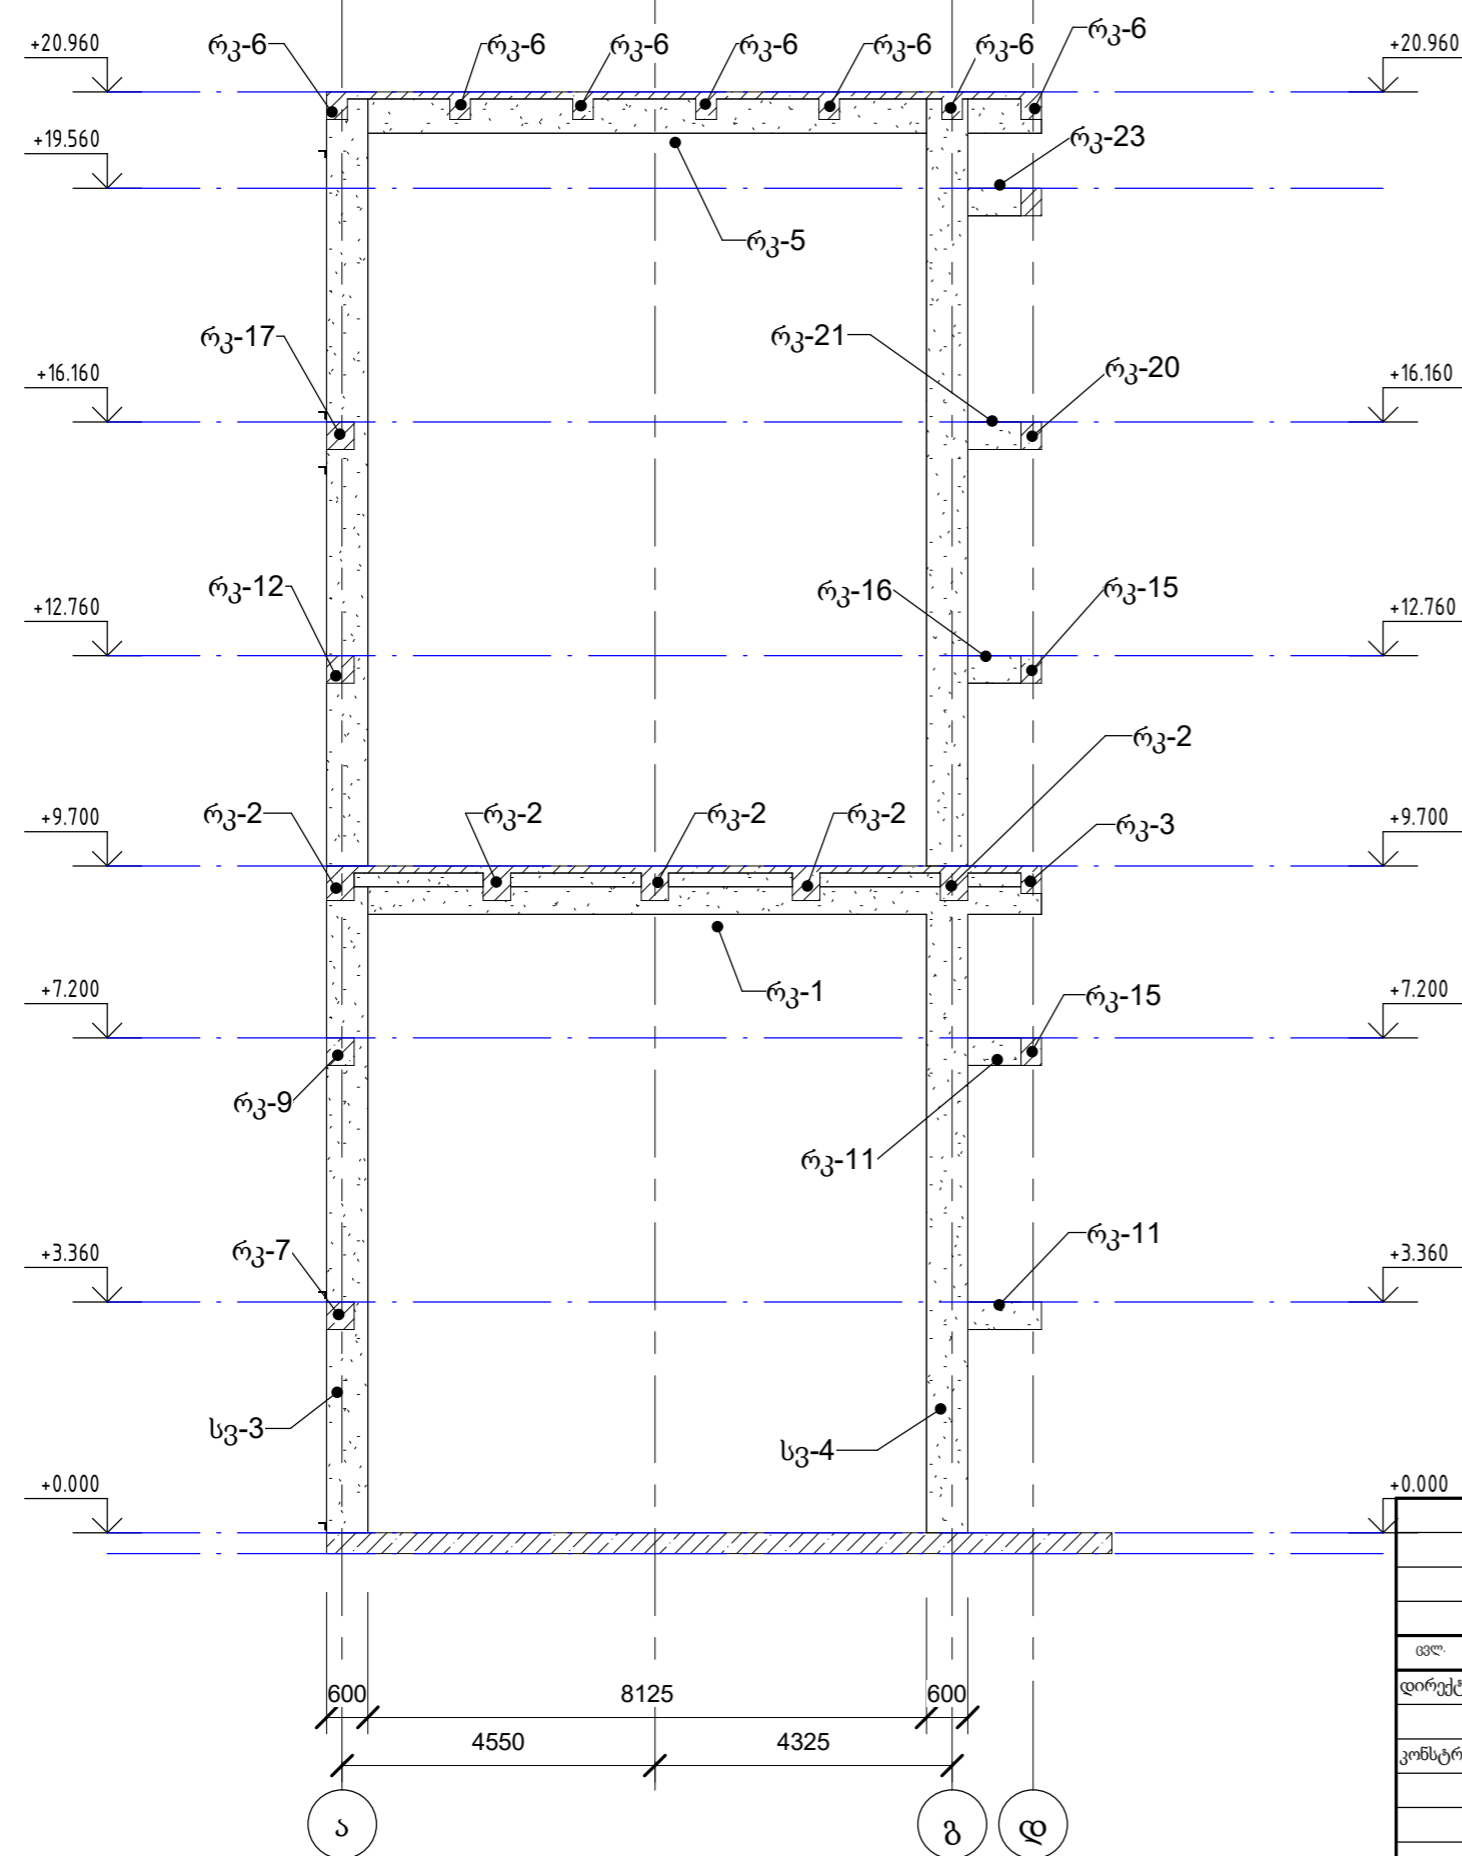 +20.960
რკ-6
რკ-6
რკ-6
რკ-6
რკ-6
რკ-6
რკ-6
+20.960
+19.560
რკ-23
რკ-5
რკ-17
რკ-21
+16.160
რკ-20
+16.160
რკ-12
რკ-16
რკ-15
+12.760
+12.760
რკ-2
+9.700
რკ-2
რკ-2
რკ-2
რკ-2
რკ-3
+9.700
რკ-1
+7.200
რკ-15
+7.200
რკ-9
რკ-11
+3.360
რკ-7
რკ-11
+3.360
სვ-3
სვ-4
+0.000
+0.000
ცვლ.
დირექტ
600
8125
600
4550
4325
კონსტრ
ა
გ
დ